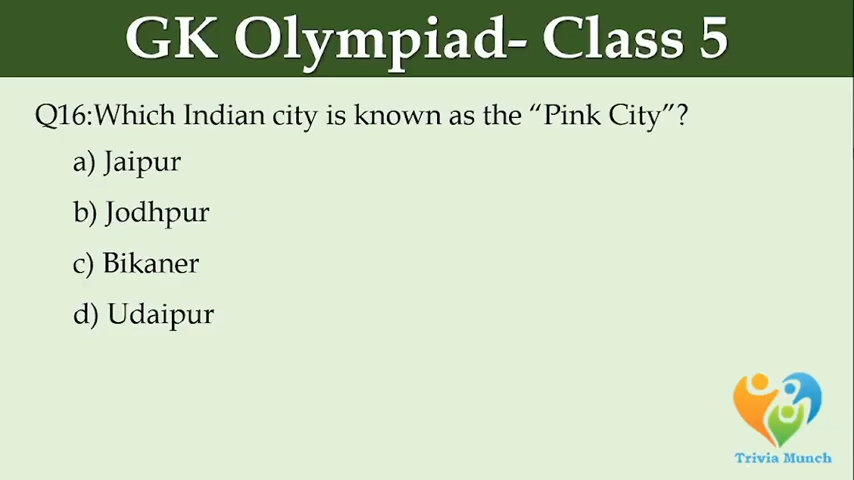 GK Olympiad- Class 5
Q16:Which Indian city is known as the “Pink City”?
a) Jaipur
b) Jodhpur
c) Bikaner
d) Udaipur
Trivia Munch